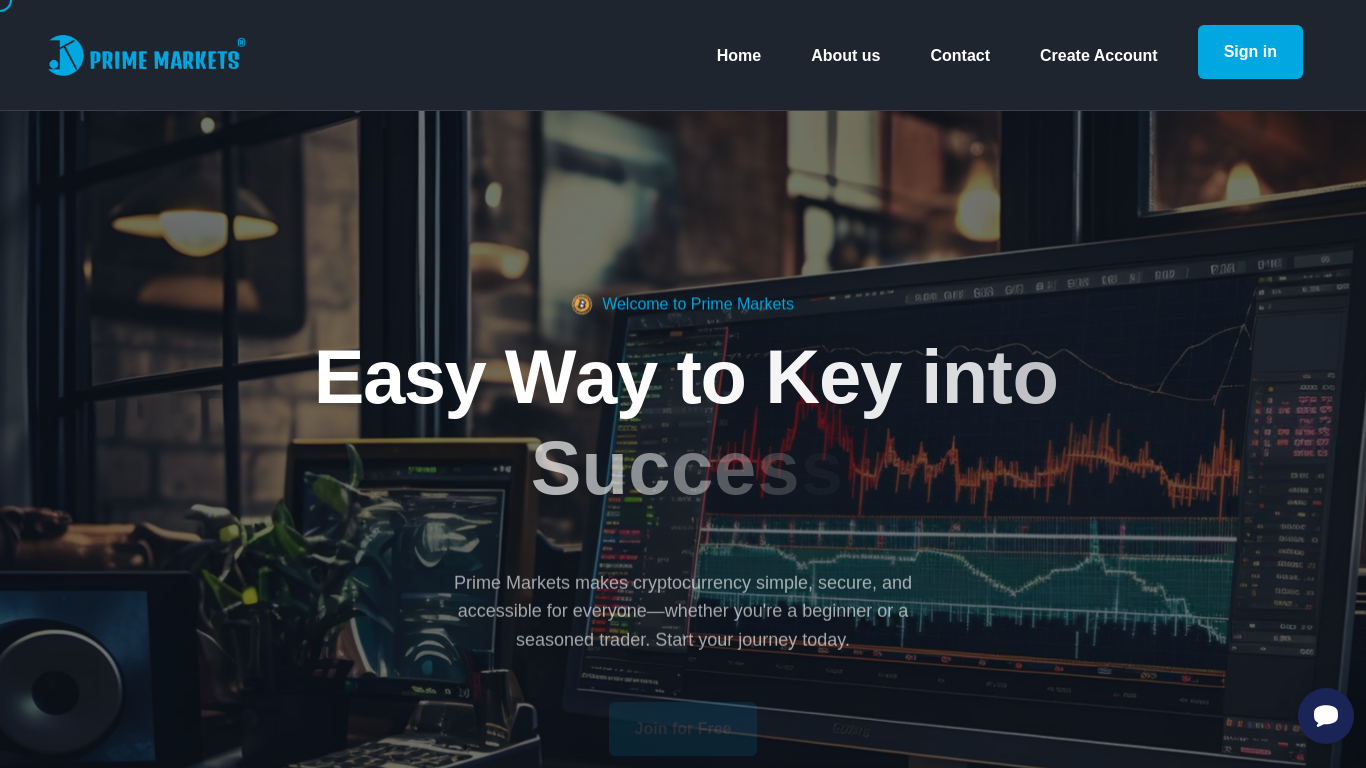 PRIME MARKETS®
Home
About us
Contact
Create Account
Sign in
Welcome to Prime Markets
Easy Way to Key into
Success
Prime Markets makes cryptocurrency simple, secure, and
accessible for everyone—whether you're a beginner or a
seasoned trader. Start your journey today.
Join for Free